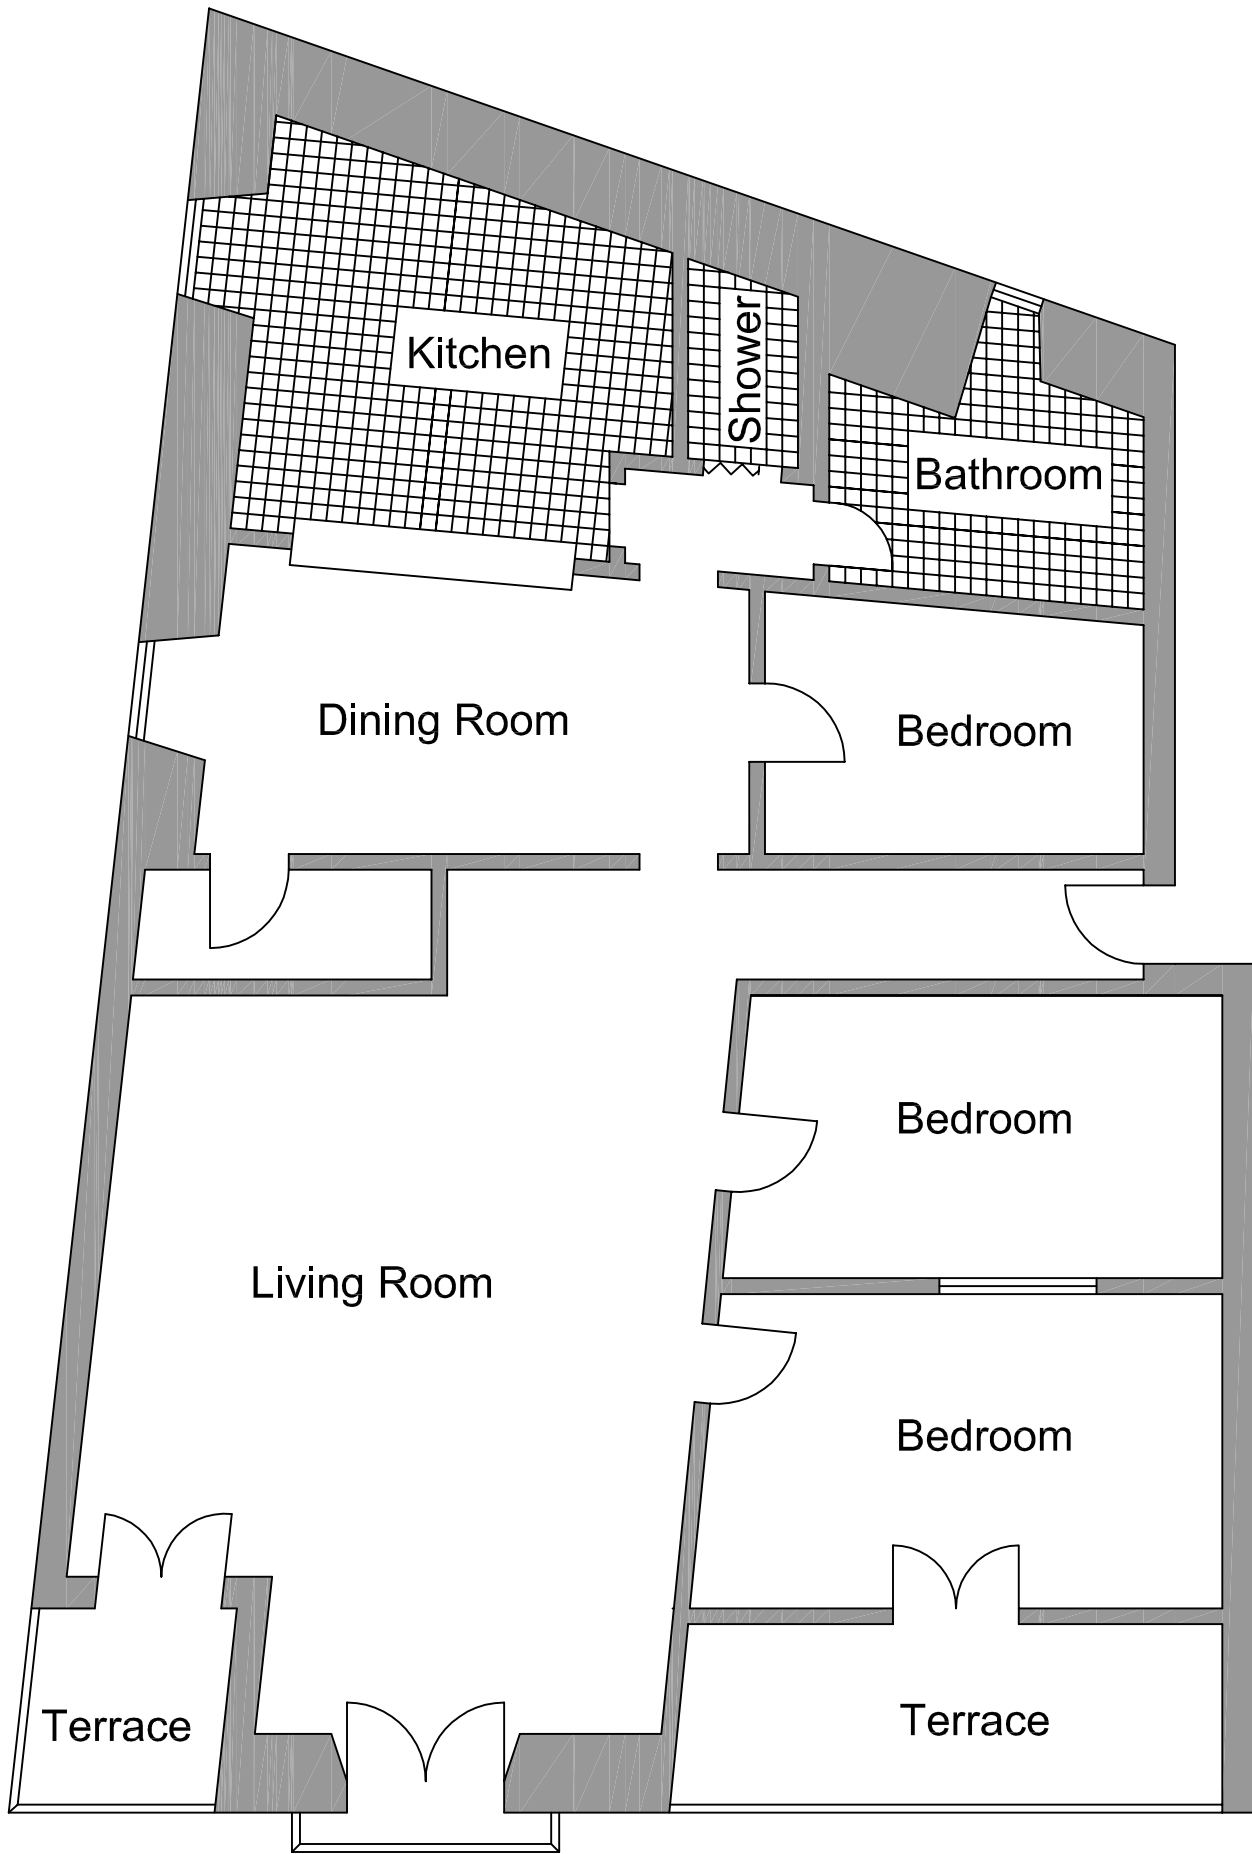 Kitchen
Shower
Bathroom
Dining Room
Bedroom
Bedroom
Living Room
Bedroom
Terrace
Terrace